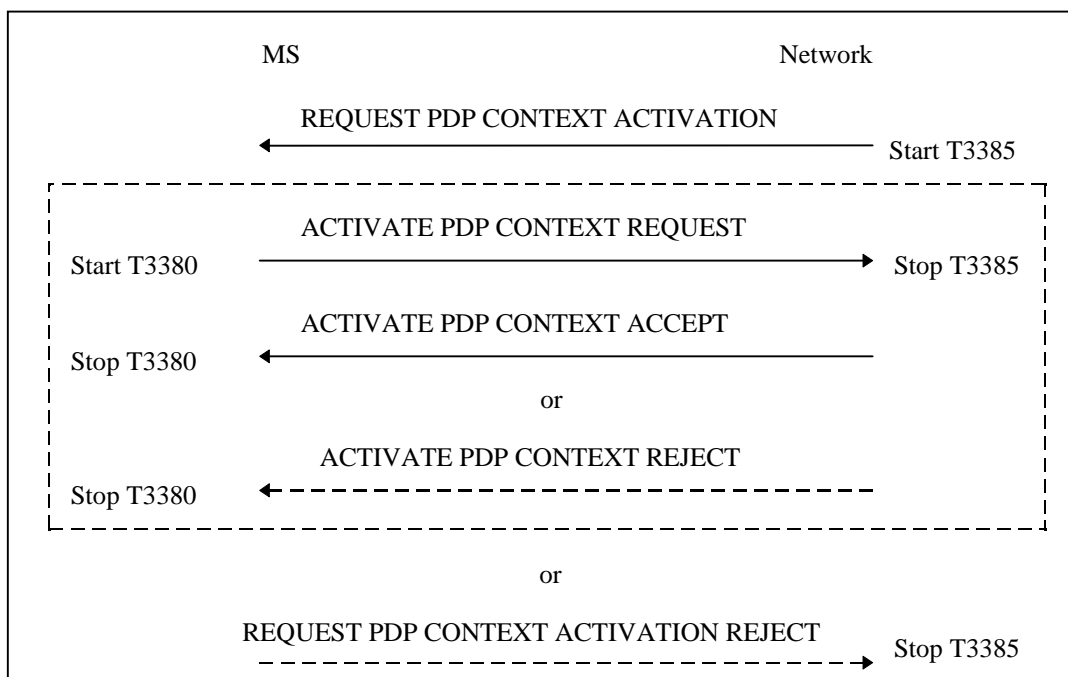 MS Network
REQUEST PDP CONTEXT ACTIVATION
Start T3385
ACTIVATE PDP CONTEXT REQUEST
Start T3380 Stop T3385
ACTIVATE PDP CONTEXT ACCEPT
Stop T3380
or
ACTIVATE PDP CONTEXT REJECT
Stop T3380
or
REQUEST PDP CONTEXT ACTIVATION REJECT
Stop T3385